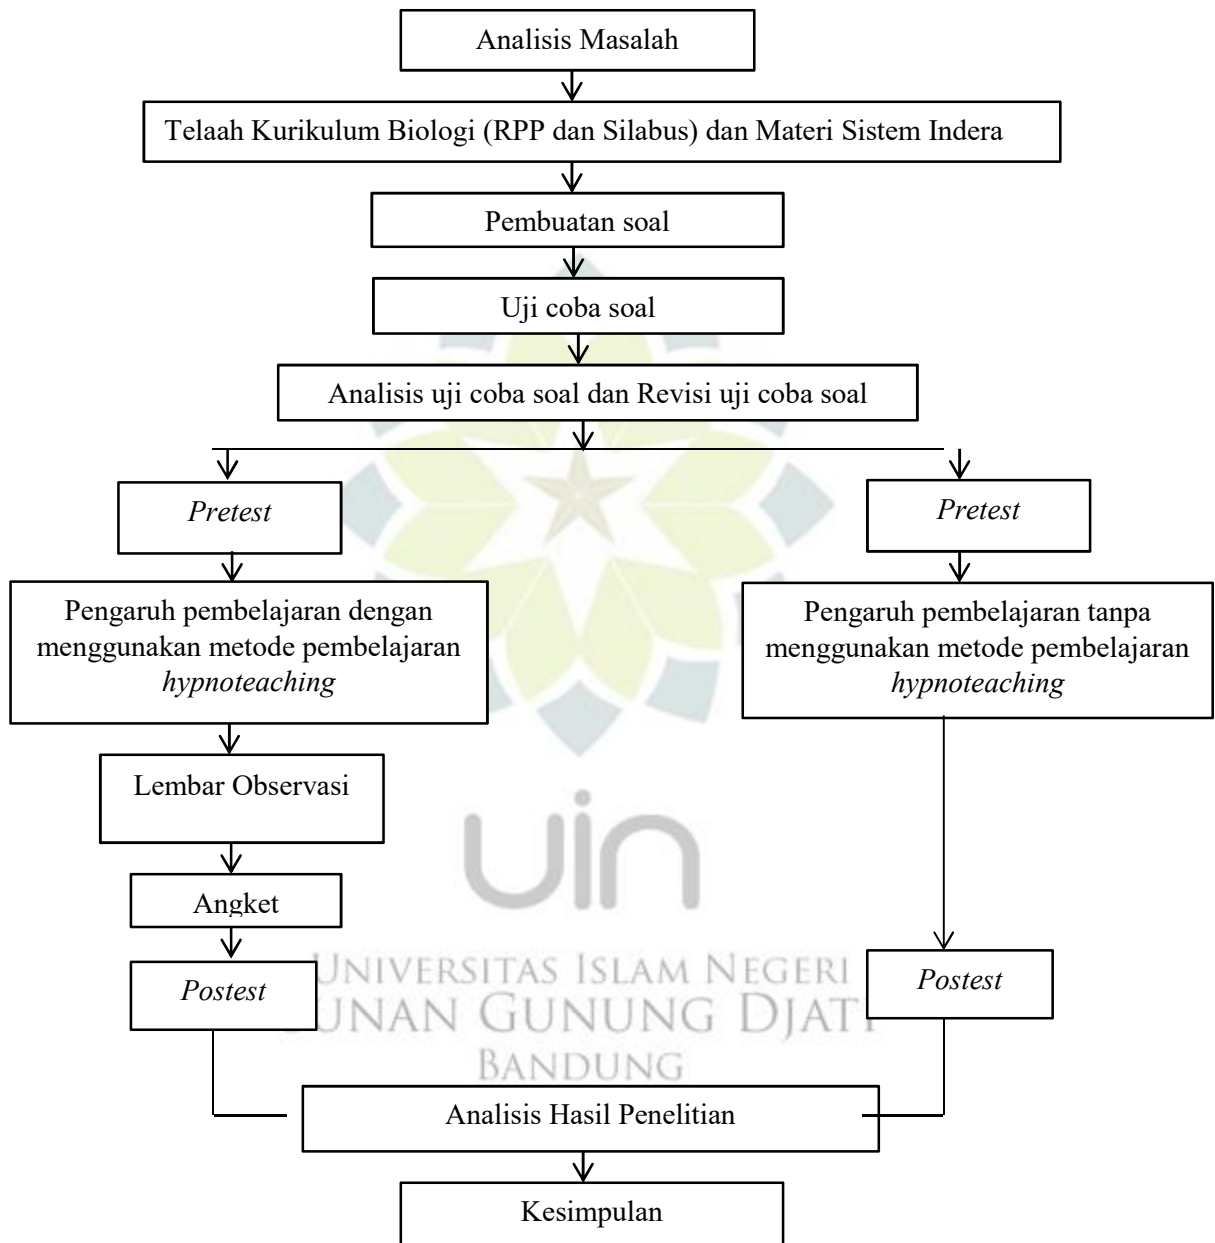 Analisis Masalah
Telaah Kurikulum Biologi (RPP dan Silabus) dan Materi Sistem Indera
Pembuatan soal
Uji coba soal
Analisis uji coba soal dan Revisi uji coba soal
Pretest
Pretest
Pengaruh pembelajaran dengan
menggunakan metode pembelajaran
hypnoteaching
Pengaruh pembelajaran tanpa
menggunakan metode pembelajaran
hypnoteaching
Lembar Observasi
Angket
Postest
Postest
uin
UNIVERSITAS ISLAM NEGERI
UNAN GUNUNG DJATI
BANDUNG
Analisis Hasil Penelitian
Kesimpulan